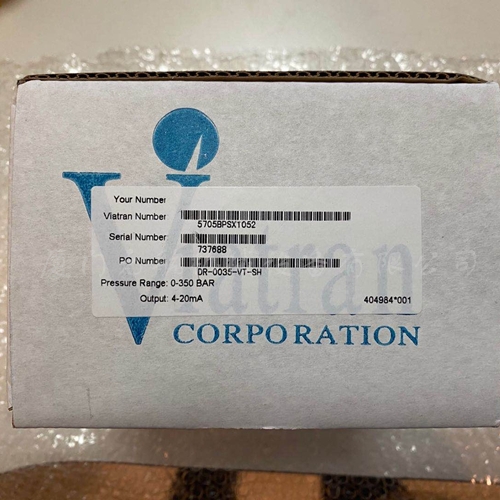 Your Number
Viatran Number
5705BPSX1052
Serial Number
737688
PO Number
DR-0035-VT-SH
Pressure Range: 0-350 BAR
Output: 4-20mA
404984*001
Viatran
CORPORATION